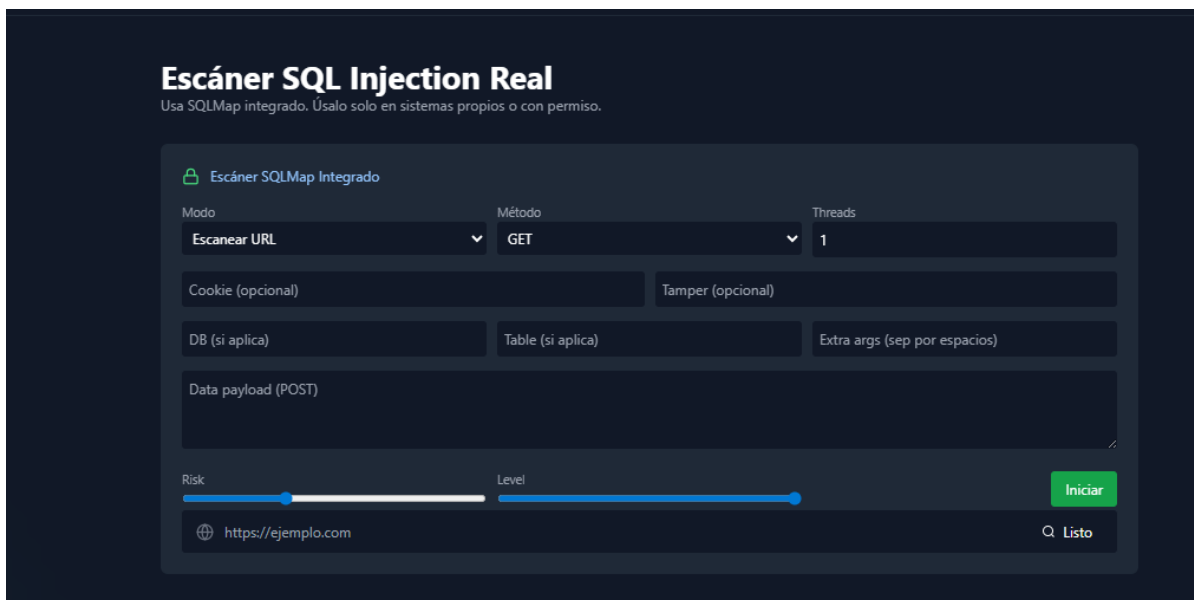 Escáner SQL Injection Real
Usa SQLMap integrado. Úsalo solo en sistemas propios o con permiso.
Escáner SQLMap Integrado
Modo
Método
Threads
Escanear URL
GET
1
Cookie (opcional)
Tamper (opcional)
DB (si aplica)
Table (si aplica)
Extra args (sep por espacios)
Data payload (POST)
Risk
Level
Iniciar
https://ejemplo.com
Listo